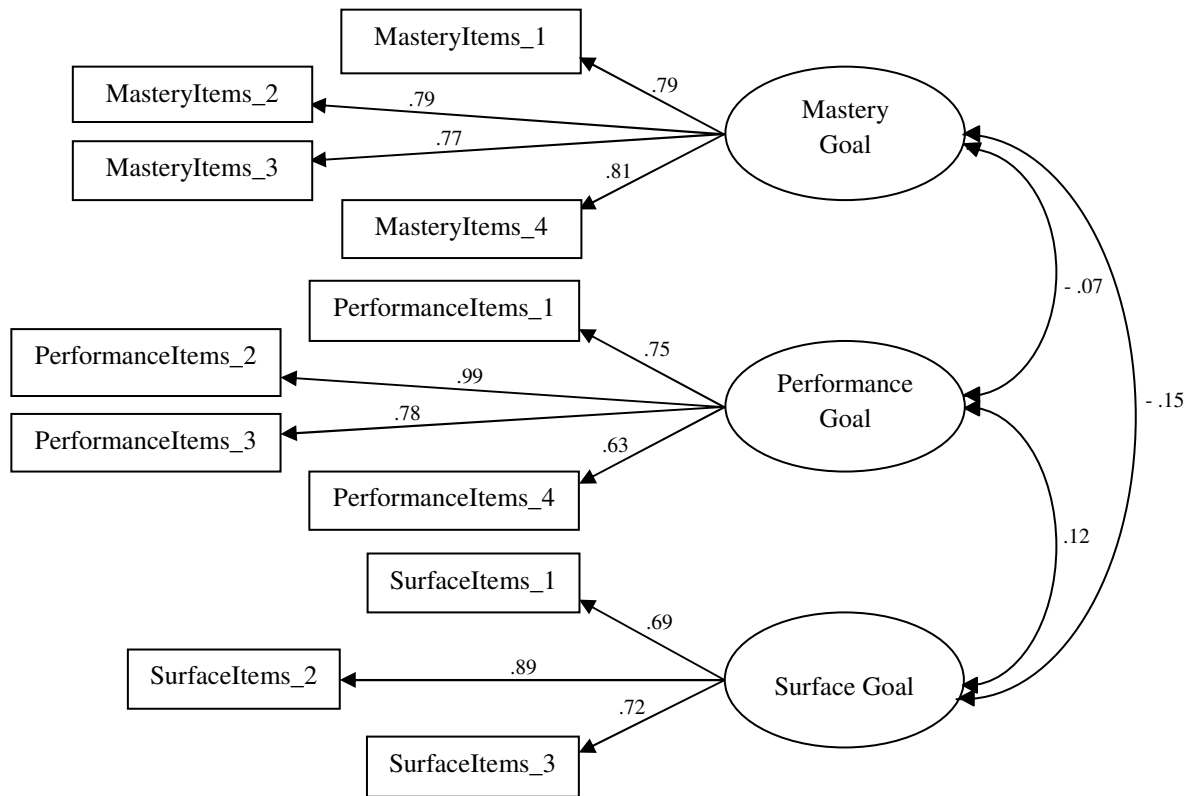 MasteryItems_1
.79
MasteryItems_2
.79
Mastery
Goal
MasteryItems_3
.77
.81
MasteryItems_4
- .07
PerformanceItems_1
.75
PerformanceItems_2
.99
Performance
Goal
- .15
PerformanceItems_3
.78
.63
PerformanceItems_4
.12
SurfaceItems_1
.69
SurfaceItems_2
.89
Surface Goal
.72
SurfaceItems_3